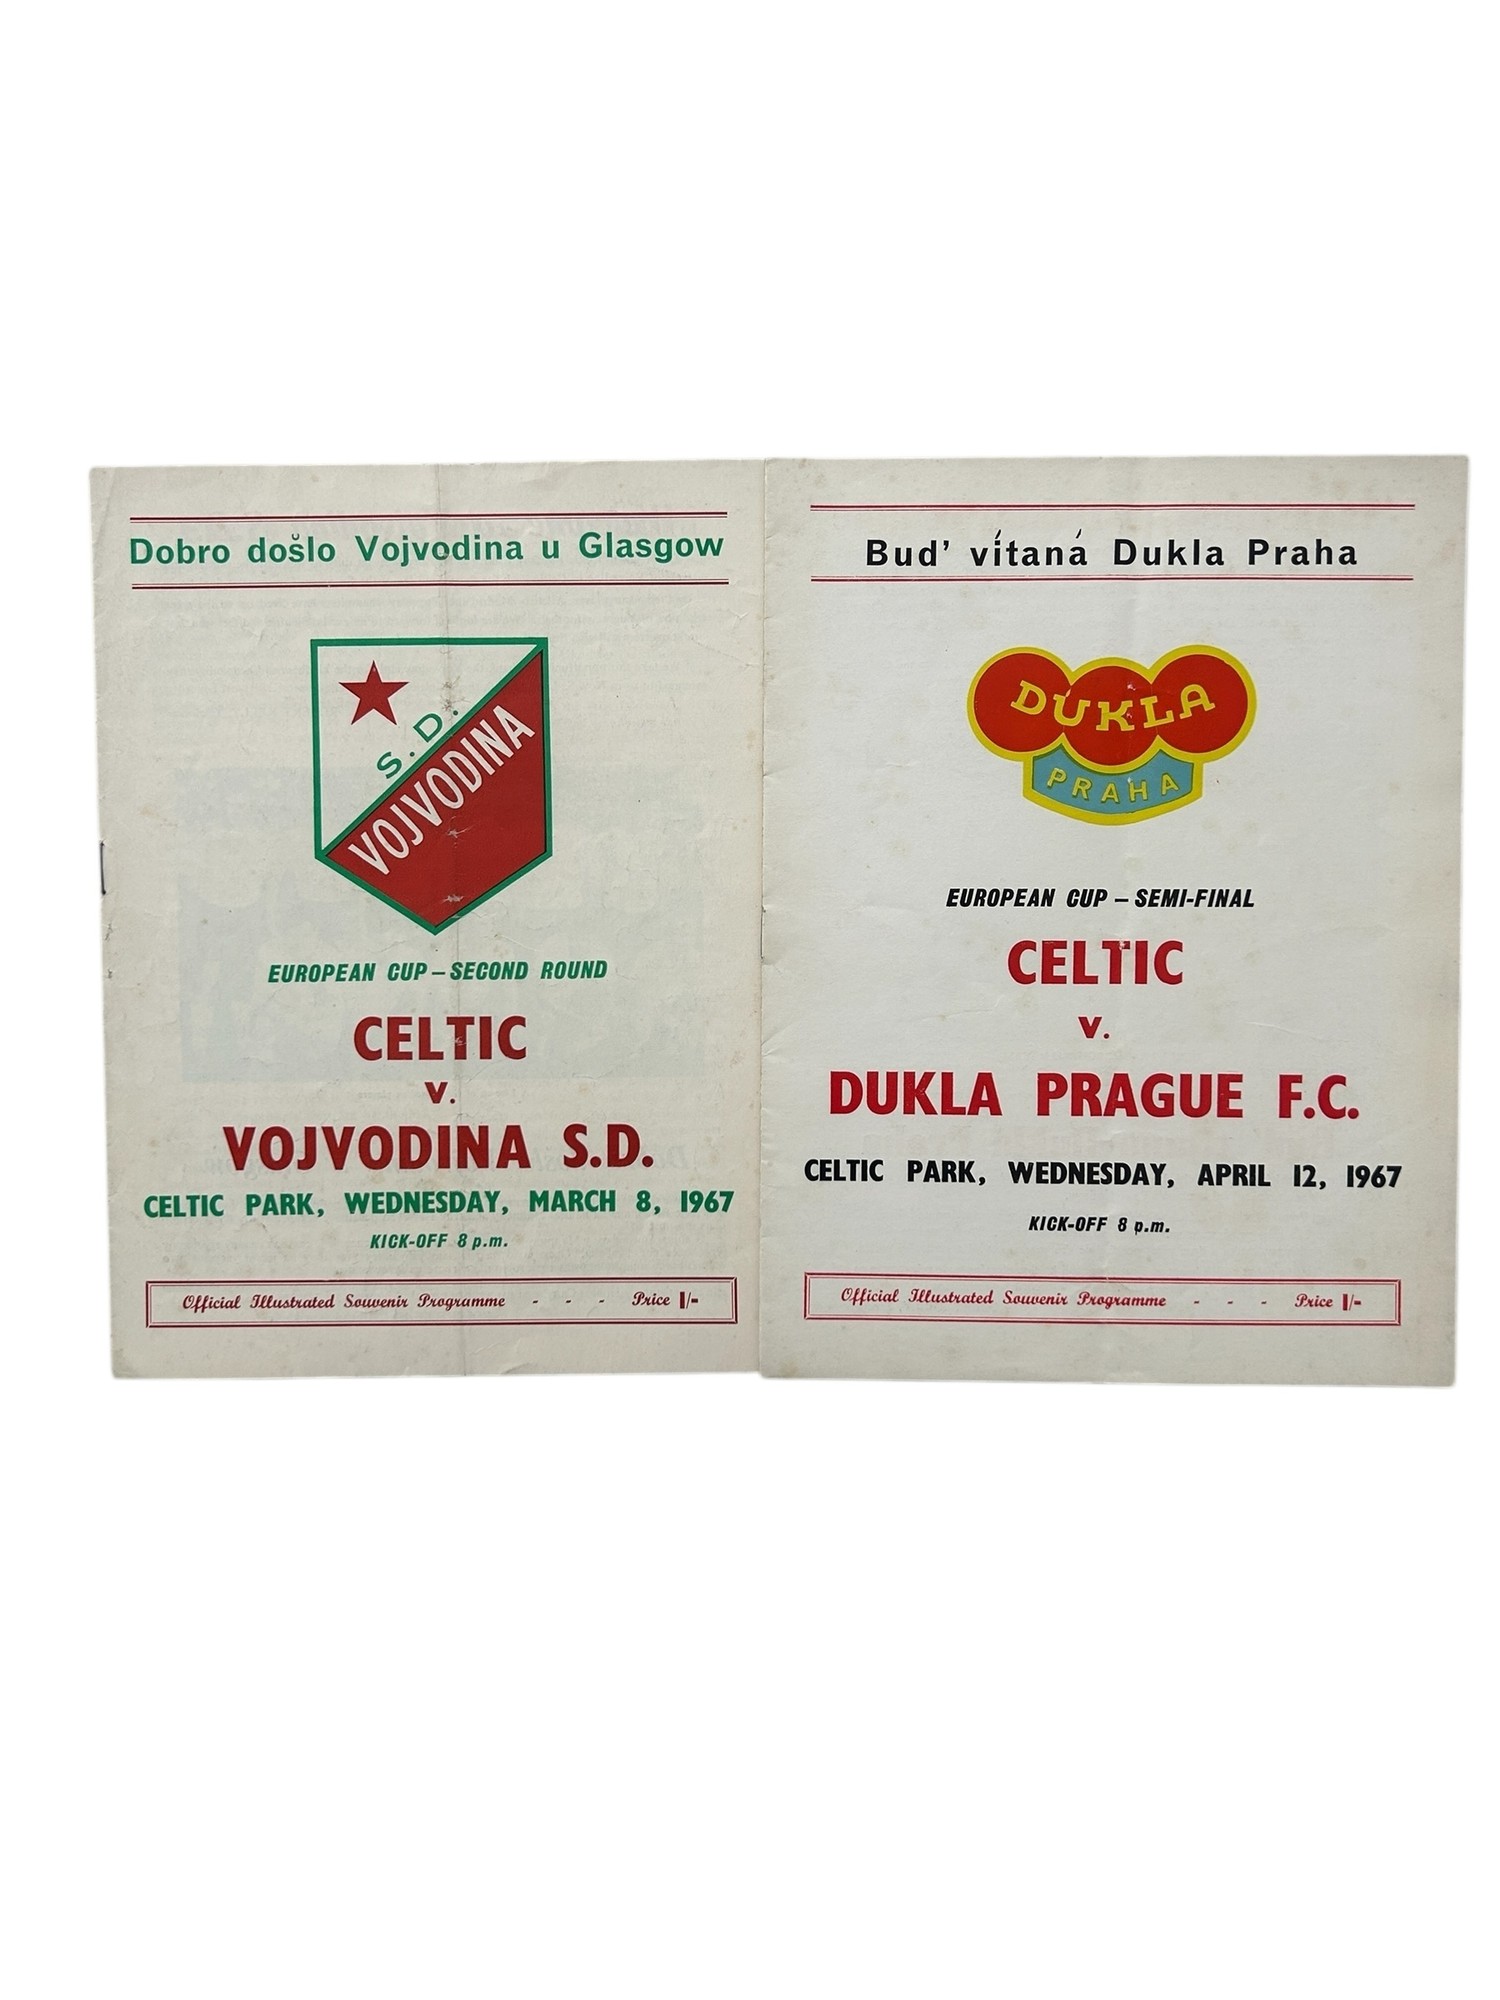 Dobro došlo Vojvodina u Glasgow
S. D.
VOJVODINA
EUROPEAN CUP – SECOND ROUND
CELTIC
v.
VOJVODINA S.D.
CELTIC PARK, WEDNESDAY, MARCH 8, 1967
KICK-OFF 8 p.m.
Official Illustrated Souvenir Programme - - - Price 1/-
Bud' vítaná Dukla Praha
DUKLA
PRAHA
EUROPEAN CUP – SEMI-FINAL
CELTIC
v.
DUKLA PRAGUE F.C.
CELTIC PARK, WEDNESDAY, APRIL 12, 1967
KICK-OFF 8 p.m.
Official Illustrated Souvenir Programme - - - Price 1/-